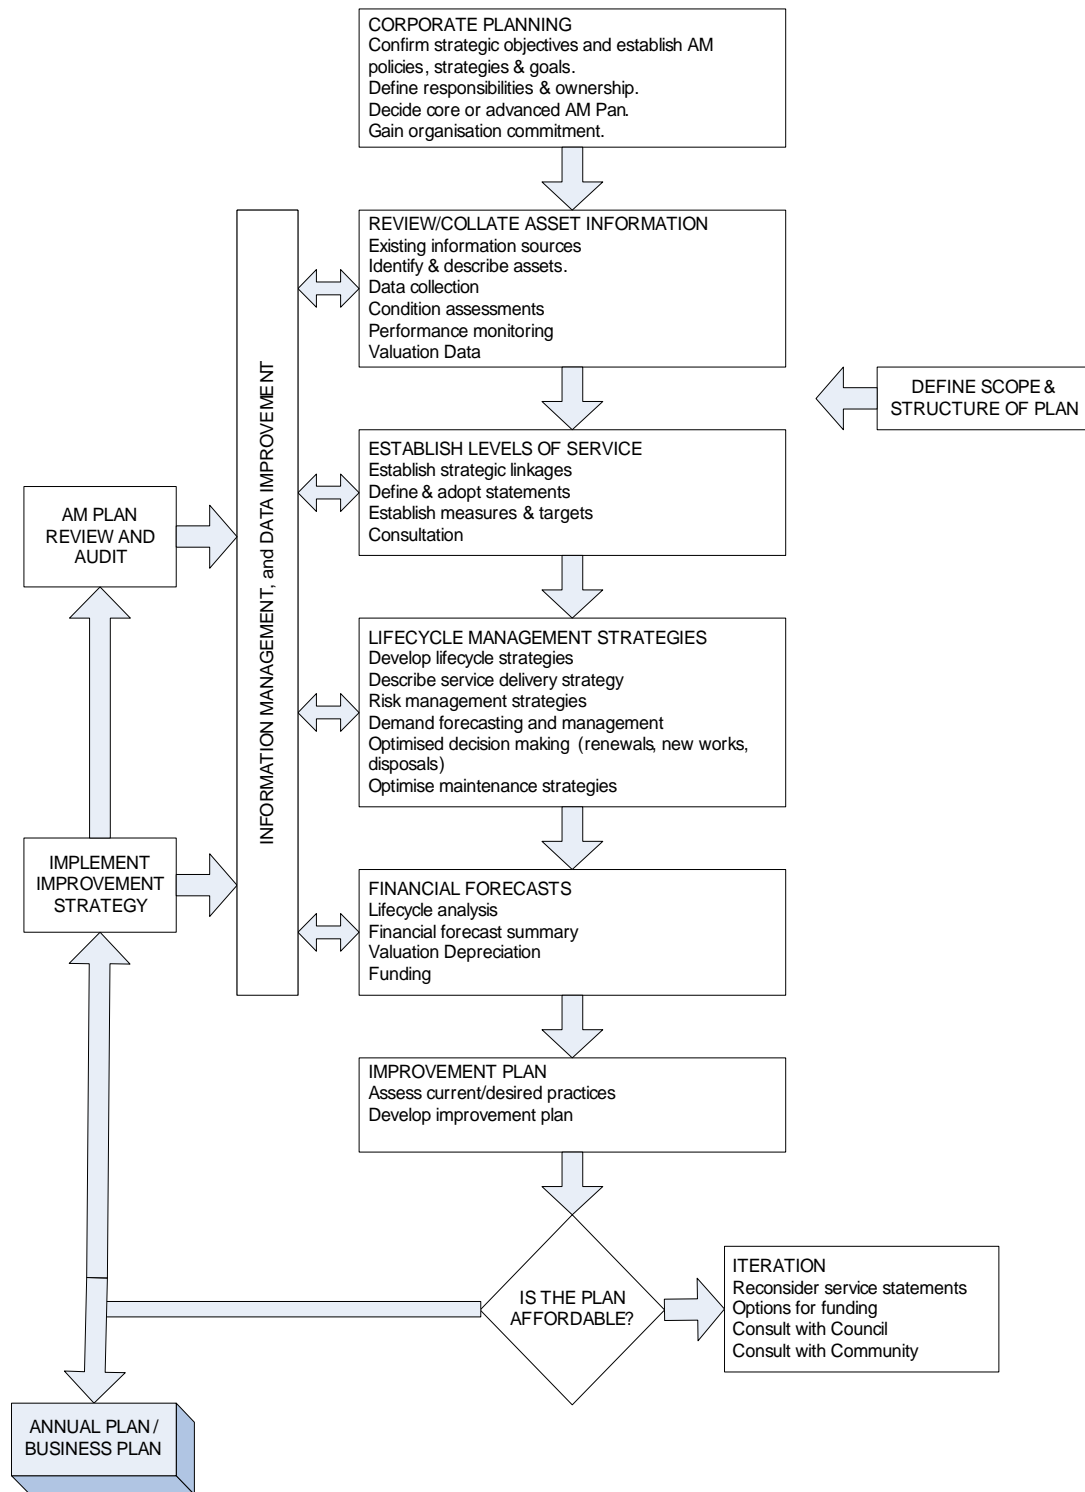 CORPORATE PLANNING
Confirm strategic objectives and establish AM
policies, strategies & goals.
Define responsibilities & ownership.
Decide core or advanced AM Pan.
Gain organisation commitment.
REVIEW/COLLATE ASSET INFORMATION
Existing information sources
Identify & describe assets.
Data collection
Condition assessments
Performance monitoring
Valuation Data
INFORMATION MANAGEMENT, and DATA IMPROVEMENT
DEFINE SCOPE &
STRUCTURE OF PLAN
ESTABLISH LEVELS OF SERVICE
Establish strategic linkages
Define & adopt statements
Establish measures & targets
Consultation
AM PLAN
REVIEW AND
AUDIT
LIFECYCLE MANAGEMENT STRATEGIES
Develop lifecycle strategies
Describe service delivery strategy
Risk management strategies
Demand forecasting and management
Optimised decision making (renewals, new works,
disposals)
Optimise maintenance strategies
IMPLEMENT
IMPROVEMENT
STRATEGY
FINANCIAL FORECASTS
Lifecycle analysis
Financial forecast summary
Valuation Depreciation
Funding
IMPROVEMENT PLAN
Assess current/desired practices
Develop improvement plan
IS THE PLAN
AFFORDABLE?
ITERATION
Reconsider service statements
Options for funding
Consult with Council
Consult with Community
ANNUAL PLAN /
BUSINESS PLAN